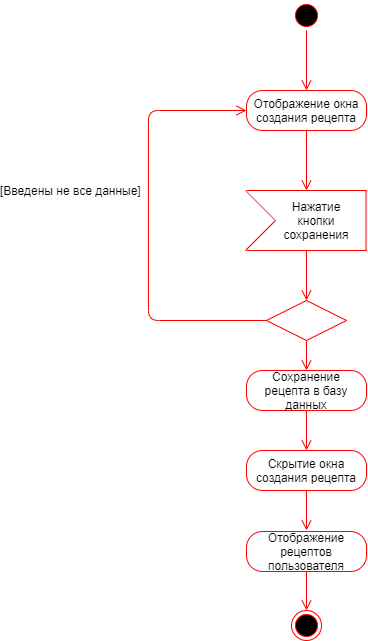 Отображение окна
создания рецепта
[Введены не все данные]
Нажатие
кнопки
сохранения
Сохранение
рецепта в базу
данных
Скрытие окна
создания рецепта
Отображение
рецептов
пользователя